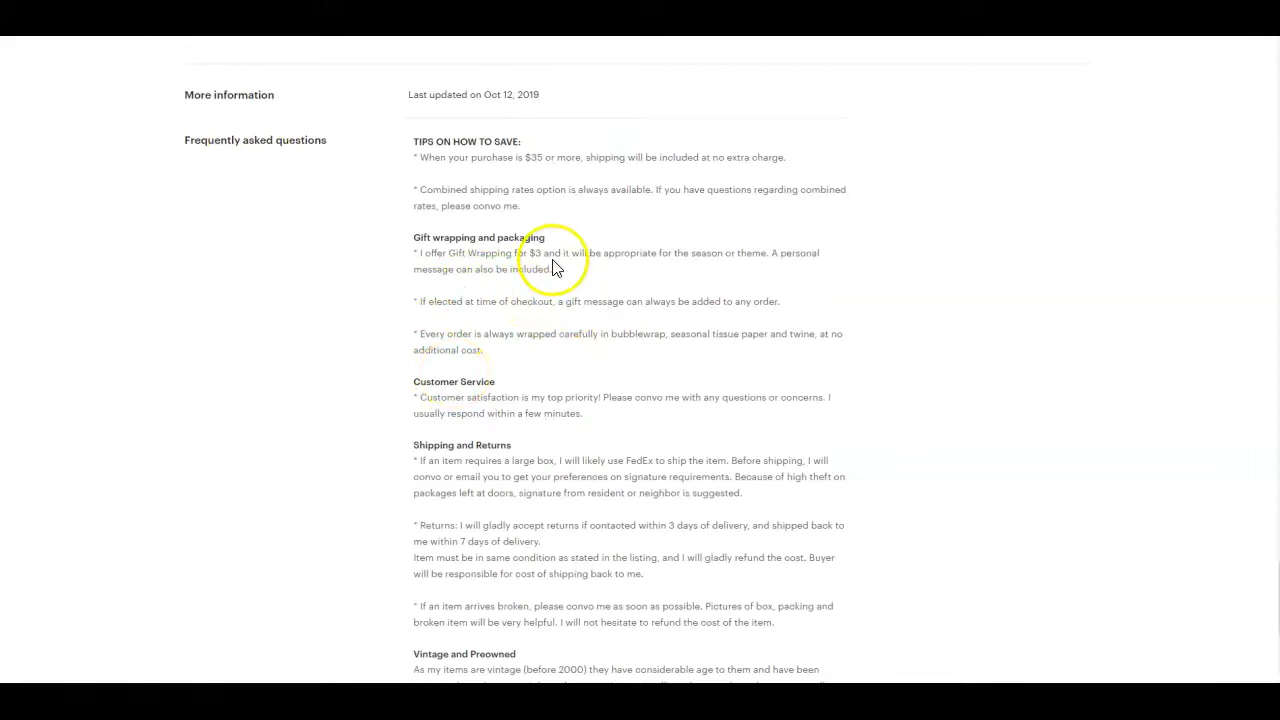 More information
Last updated on Oct 12, 2019
Frequently asked questions
TIPS ON HOW TO SAVE:
* When your purchase is $35 or more, shipping will be included at no extra charge.
* Combined shipping rates option is always available. If you have questions regarding combined
rates, please convo me.
Gift wrapping and packaging
* I offer Gift Wrapping for $3 and it will be appropriate for the season or theme. A personal
message can also be included.
* If elected at time of checkout, a gift message can always be added to any order.
* Every order is always wrapped carefully in bubblewrap, seasonal tissue paper and twine, at no
additional cost.
Customer Service
* Customer satisfaction is my top priority! Please convo me with any questions or concerns. I
usually respond within a few minutes.
Shipping and Returns
* If an item requires a large box, I will likely use FedEx to ship the item. Before shipping, I will
convo or email you to get your preferences on signature requirements. Because of high theft on
packages left at doors, signature from resident or neighbor is suggested.
* Returns: I will gladly accept returns if contacted within 3 days of delivery, and shipped back to
me within 7 days of delivery.
Item must be in same condition as stated in the listing, and I will gladly refund the cost. Buyer
will be responsible for cost of shipping back to me.
* If an item arrives broken, please convo me as soon as possible. Pictures of box, packing and
broken item will be very helpful. I will not hesitate to refund the cost of the item.
Vintage and Preowned
As my items are vintage (before 2000) they have considerable age to them and have been